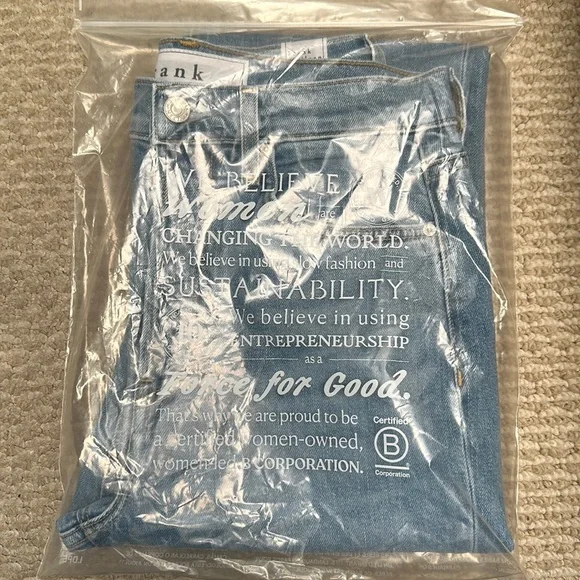 ank
BELIEVE
women are
CHANGING THE WORLD.
We believe in using slow fashion and
SUSTAINABILITY.
We believe in using
ENTREPRENEURSHIP
as a
Force for Good.
That's why we are proud to be
a certified women-owned,
women-led B CORPORATION.
Certified
B
Corporation